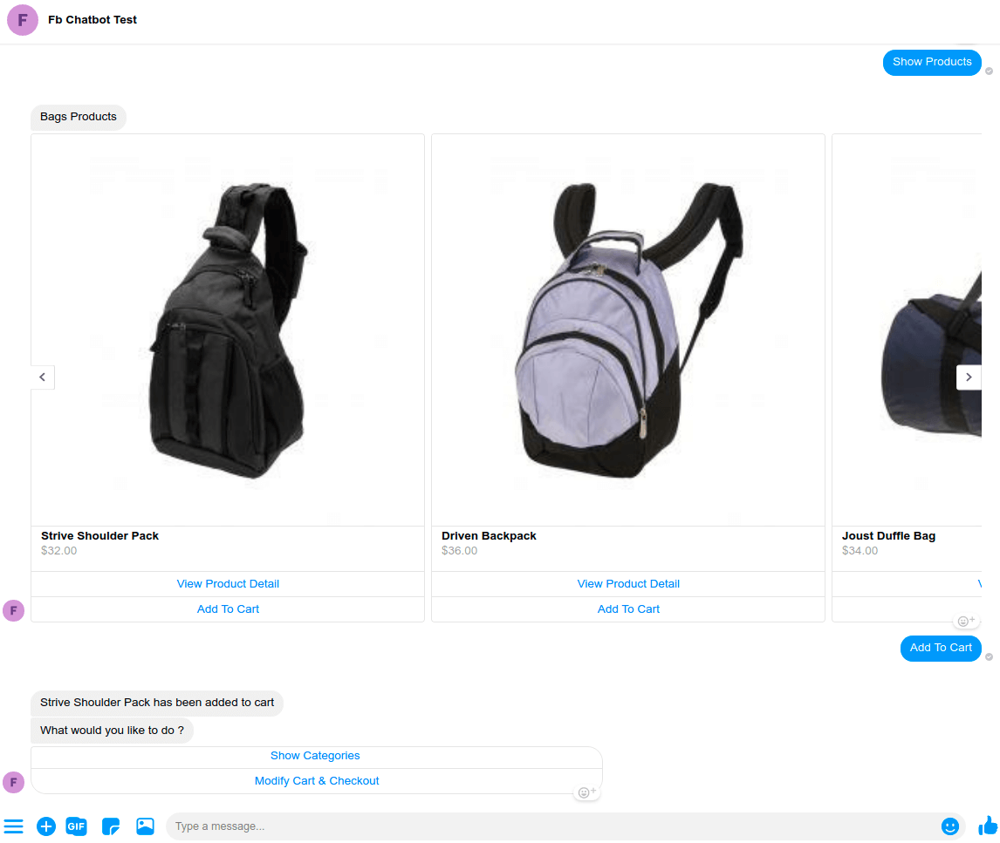 F
Fb Chatbot Test
Show Products
Bags Products
Strive Shoulder Pack
$32.00
View Product Detail
Add To Cart
Driven Backpack
$36.00
View Product Detail
Add To Cart
Joust Duffle Bag
$34.00
V
F
Add To Cart
Strive Shoulder Pack has been added to cart
What would you like to do ?
Show Categories
Modify Cart & Checkout
F
GIF
Type a message...